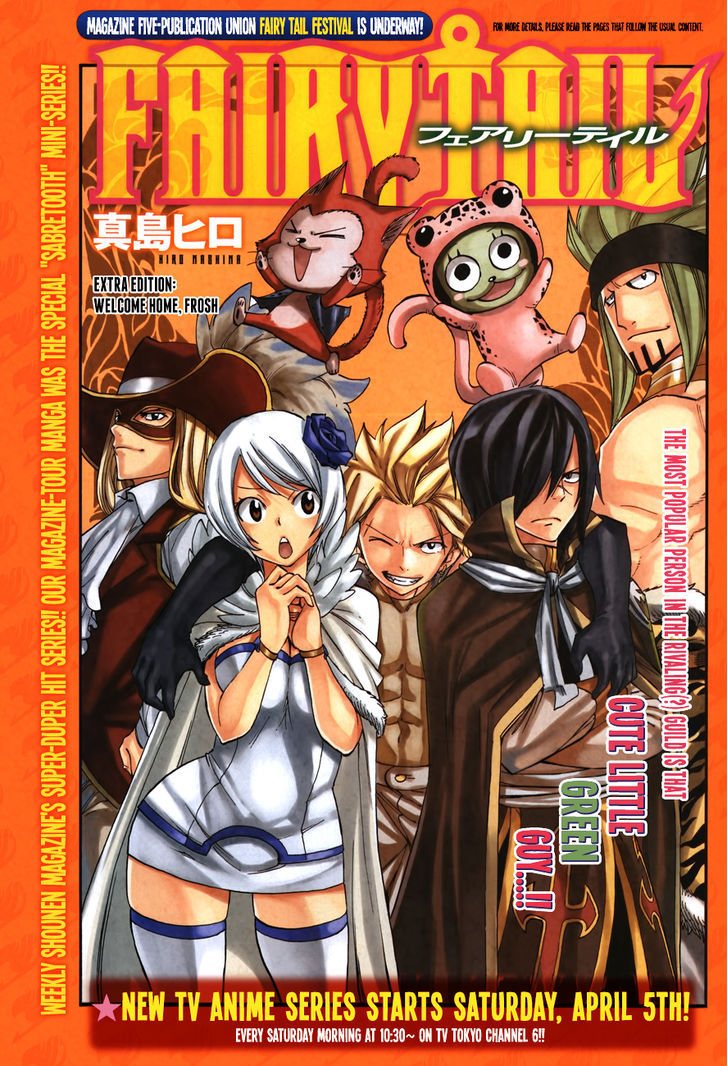 MAGAZINE FIVE-PUBLICATION UNION FAIRY TAIL FESTIVAL IS UNDERWAY!
FOR MORE DETAILS, PLEASE READ THE PAGES THAT FOLLOW THE USUAL CONTENT.
FAIRY TAIL
フェアリーテイル
真島ヒロ
HIRO MASHIMA
EXTRA EDITION:
WELCOME HOME, FROSH
WEEKLY SHOUNEN MAGAZINE'S SUPER-DUPER HIT SERIES!! OUR MAGAZINE-TOUR MANGA WAS THE SPECIAL "SABRETOOTH" MINI-SERIES!!
THE MOST POPULAR PERSON IN THE RIVALING(?) GUILD IS THAT
CUTE LITTLE
GREEN
GUY.....!!
★NEW TV ANIME SERIES STARTS SATURDAY, APRIL 5TH!
EVERY SATURDAY MORNING AT 10:30~ ON TV TOKYO CHANNEL 6!!